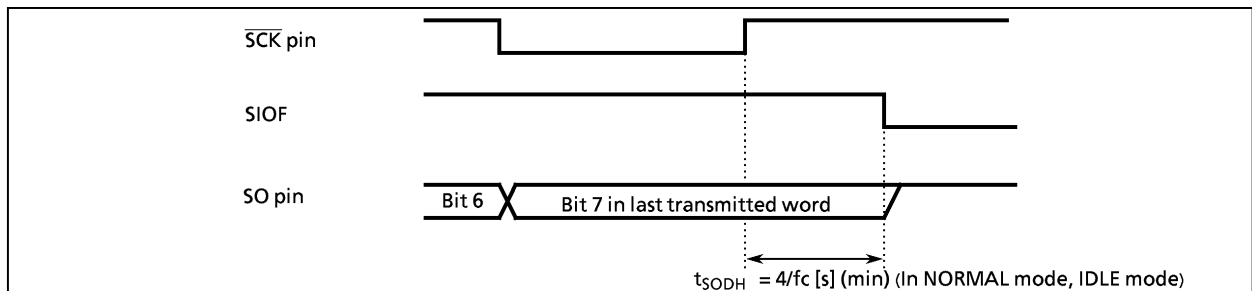 S̅C̅K̅ pin
SIOF
SO pin
Bit 6
Bit 7 in last transmitted word
tSODH = 4/fc [s] (min) (In NORMAL mode, IDLE mode)